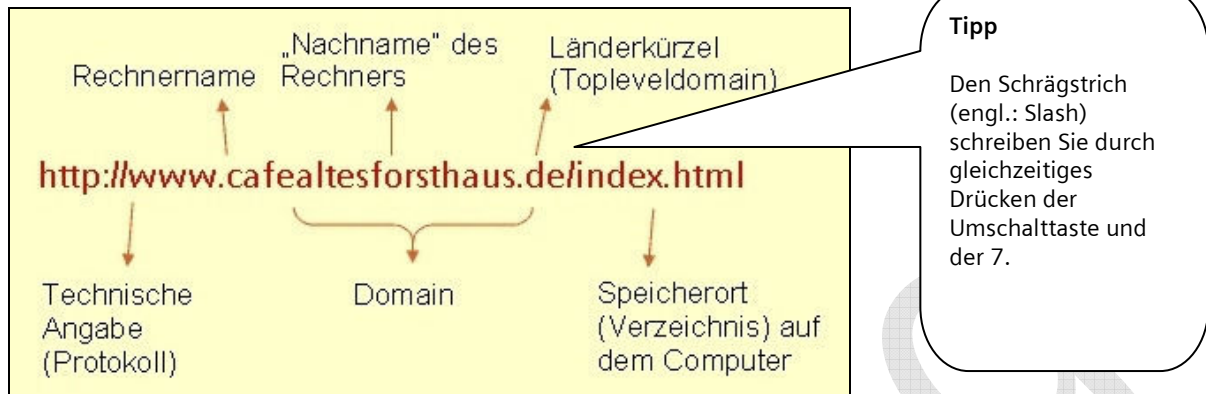 „Nachname" des
Rechners
Rechnername
Länderkürzel
(Topleveldomain)
http://www.cafealtesforsthaus.de/index.html
Technische
Angabe
(Protokoll)
Domain
Speicherort
(Verzeichnis) auf
dem Computer
Tipp
Den Schrägstrich
(engl.: Slash)
schreiben Sie durch
gleichzeitiges
Drücken der
Umschalttaste und
der 7.